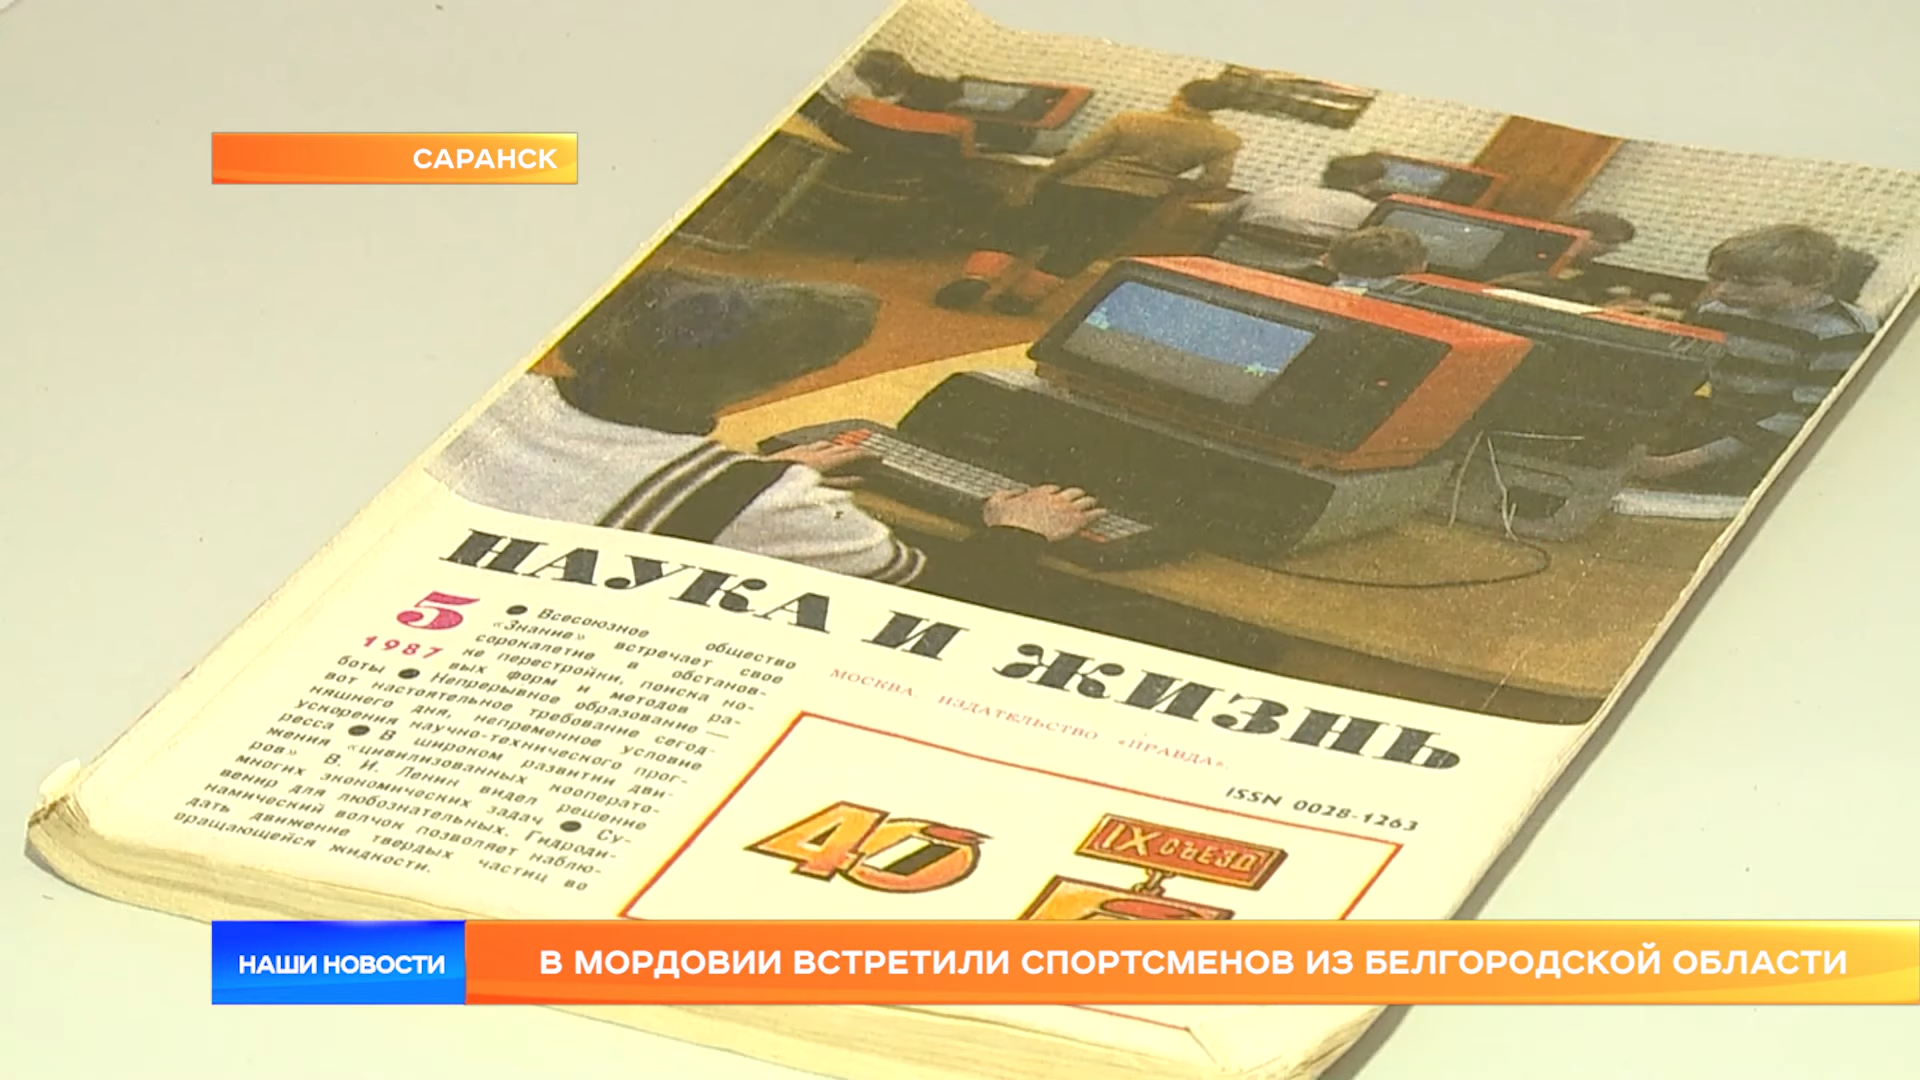 САРАНСК
НАУКА И ЖИЗНЬ
5
1987
● Всесоюзное общество
«Знание» встречает свое
сорокалетие в обстанов-
ке перестройки, поиска но-
вых форм и методов ра-
боты ● Непрерывное образование —
вот настоятельное требование сегод-
няшнего дня, непременное условие
ускорения научно-технического прог-
ресса ● В широком развитии дви-
жения «цивилизованных кооперато-
ров» В. И. Ленин видел решение
многих экономических задач ● Су-
венир для любознательных. Гидроди-
намический волчок позволяет наблю-
дать движение твердых частиц во
вращающейся жидкости.
МОСКВА. ИЗДАТЕЛЬСТВО «ПРАВДА».
ISSN 0028-1263
40
IX СЪЕЗД
НАШИ НОВОСТИ
В МОРДОВИИ ВСТРЕТИЛИ СПОРТСМЕНОВ ИЗ БЕЛГОРОДСКОЙ ОБЛАСТИ